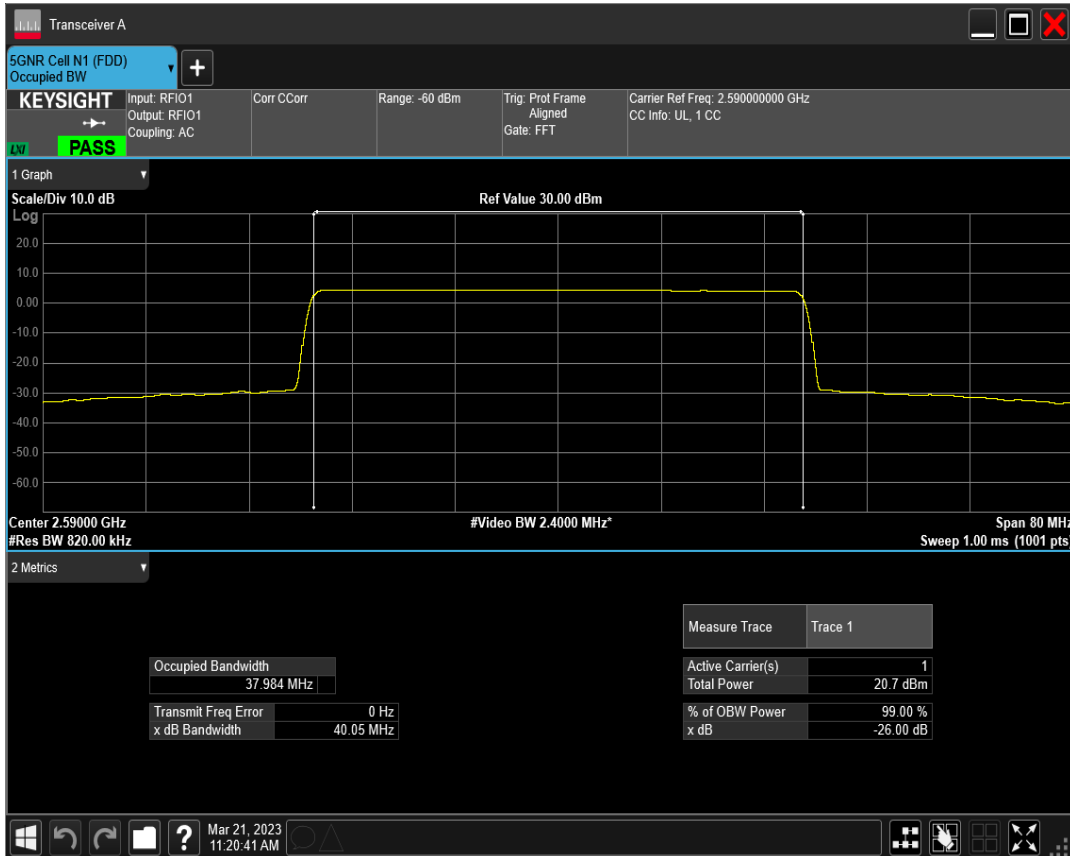 Transceiver A
5GNR Cell N1 (FDD)
Occupied BW
+
KEYSIGHT
LXI
PASS
Input: RFIO1
Output: RFIO1
Coupling: AC
Corr CCorr
Range: -60 dBm
Trig: Prot Frame
Aligned
Gate: FFT
Carrier Ref Freq: 2.590000000 GHz
CC Info: UL, 1 CC
1 Graph
Scale/Div 10.0 dB
Ref Value 30.00 dBm
Log
20.0
10.0
0.00
-10.0
-20.0
-30.0
-40.0
-50.0
-60.0
Center 2.59000 GHz
#Video BW 2.4000 MHz*
Span 80 MHz
#Res BW 820.00 kHz
Sweep 1.00 ms (1001 pts)
2 Metrics
Measure Trace Trace 1
Occupied Bandwidth
37.984 MHz
Active Carrier(s) 1
Total Power 20.7 dBm
Transmit Freq Error 0 Hz
x dB Bandwidth 40.05 MHz
% of OBW Power 99.00 %
x dB -26.00 dB
?
Mar 21, 2023
11:20:41 AM